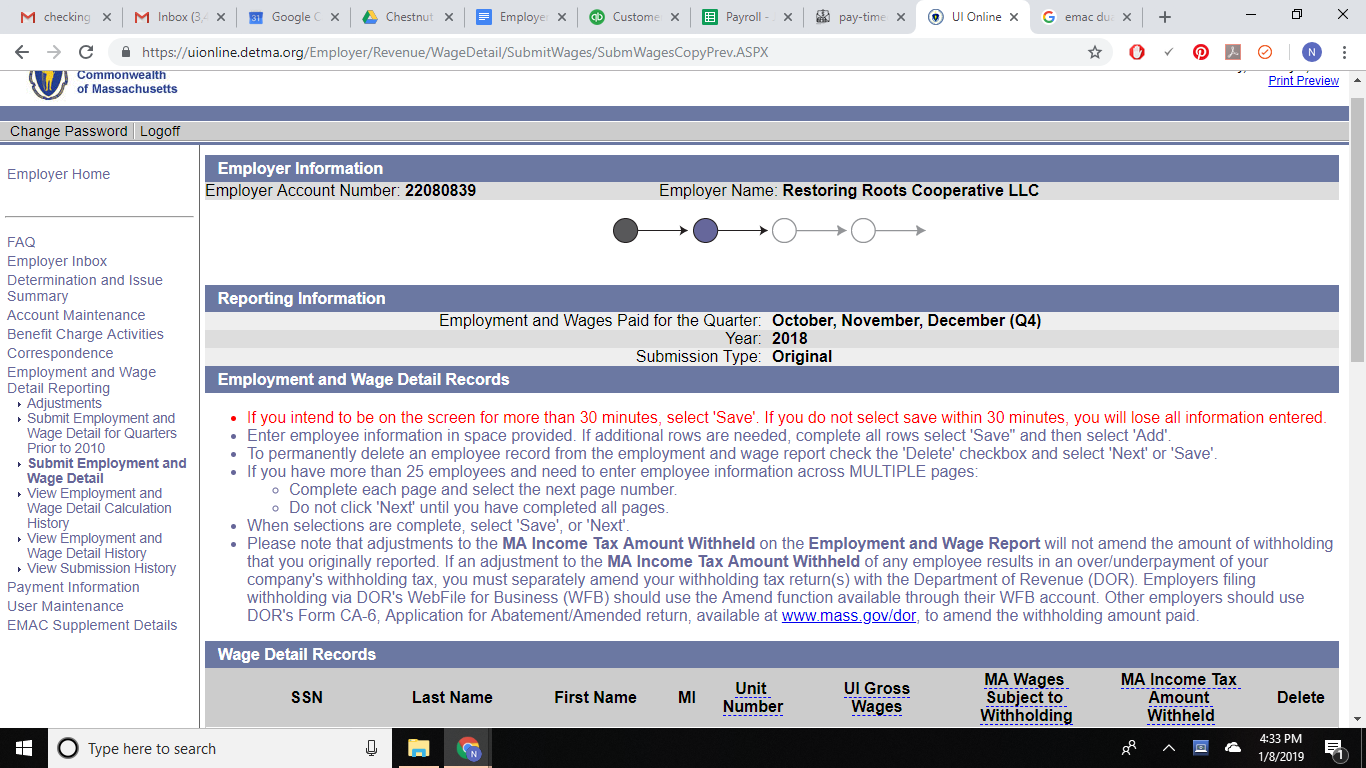 checking
Inbox (3,
Google C
Chestnut
Employe
Custome
Payroll -
pay-time
UI Online
emac dua
https://uionline.detma.org/Employer/Revenue/WageDetail/SubmitWages/SubmWagesCopyPrev.ASPX
N
Commonwealth
of Massachusetts
Print Preview
Change Password
Logoff
Employer Home
FAQ
Employer Inbox
Determination and Issue
Summary
Account Maintenance
Benefit Charge Activities
Correspondence
Employment and Wage
Detail Reporting
Adjustments
Submit Employment and
Wage Detail for Quarters
Prior to 2010
Submit Employment and
Wage Detail
View Employment and
Wage Detail Calculation
History
View Employment and
Wage Detail History
View Submission History
Payment Information
User Maintenance
EMAC Supplement Details
Employer Information
Employer Account Number: 22080839 Employer Name: Restoring Roots Cooperative LLC
Reporting Information
Employment and Wages Paid for the Quarter: October, November, December (Q4)
Year: 2018
Submission Type: Original
Employment and Wage Detail Records
If you intend to be on the screen for more than 30 minutes, select 'Save'. If you do not select save within 30 minutes, you will lose all information entered.
Enter employee information in space provided. If additional rows are needed, complete all rows select 'Save" and then select 'Add'.
To permanently delete an employee record from the employment and wage report check the 'Delete' checkbox and select 'Next' or 'Save'.
If you have more than 25 employees and need to enter employee information across MULTIPLE pages:
Complete each page and select the next page number.
Do not click 'Next' until you have completed all pages.
When selections are complete, select 'Save', or 'Next'.
Please note that adjustments to the MA Income Tax Amount Withheld on the Employment and Wage Report will not amend the amount of withholding
that you originally reported. If an adjustment to the MA Income Tax Amount Withheld of any employee results in an over/underpayment of your
company's withholding tax, you must separately amend your withholding tax return(s) with the Department of Revenue (DOR). Employers filing
withholding via DOR's WebFile for Business (WFB) should use the Amend function available through their WFB account. Other employers should use
DOR's Form CA-6, Application for Abatement/Amended return, available at www.mass.gov/dor, to amend the withholding amount paid.
Wage Detail Records
SSN
Last Name
First Name
MI
Unit
Number
UI Gross
Wages
MA Wages
Subject to
Withholding
MA Income Tax
Amount
Withheld
Delete
Type here to search
N
4:33 PM
1/8/2019
1